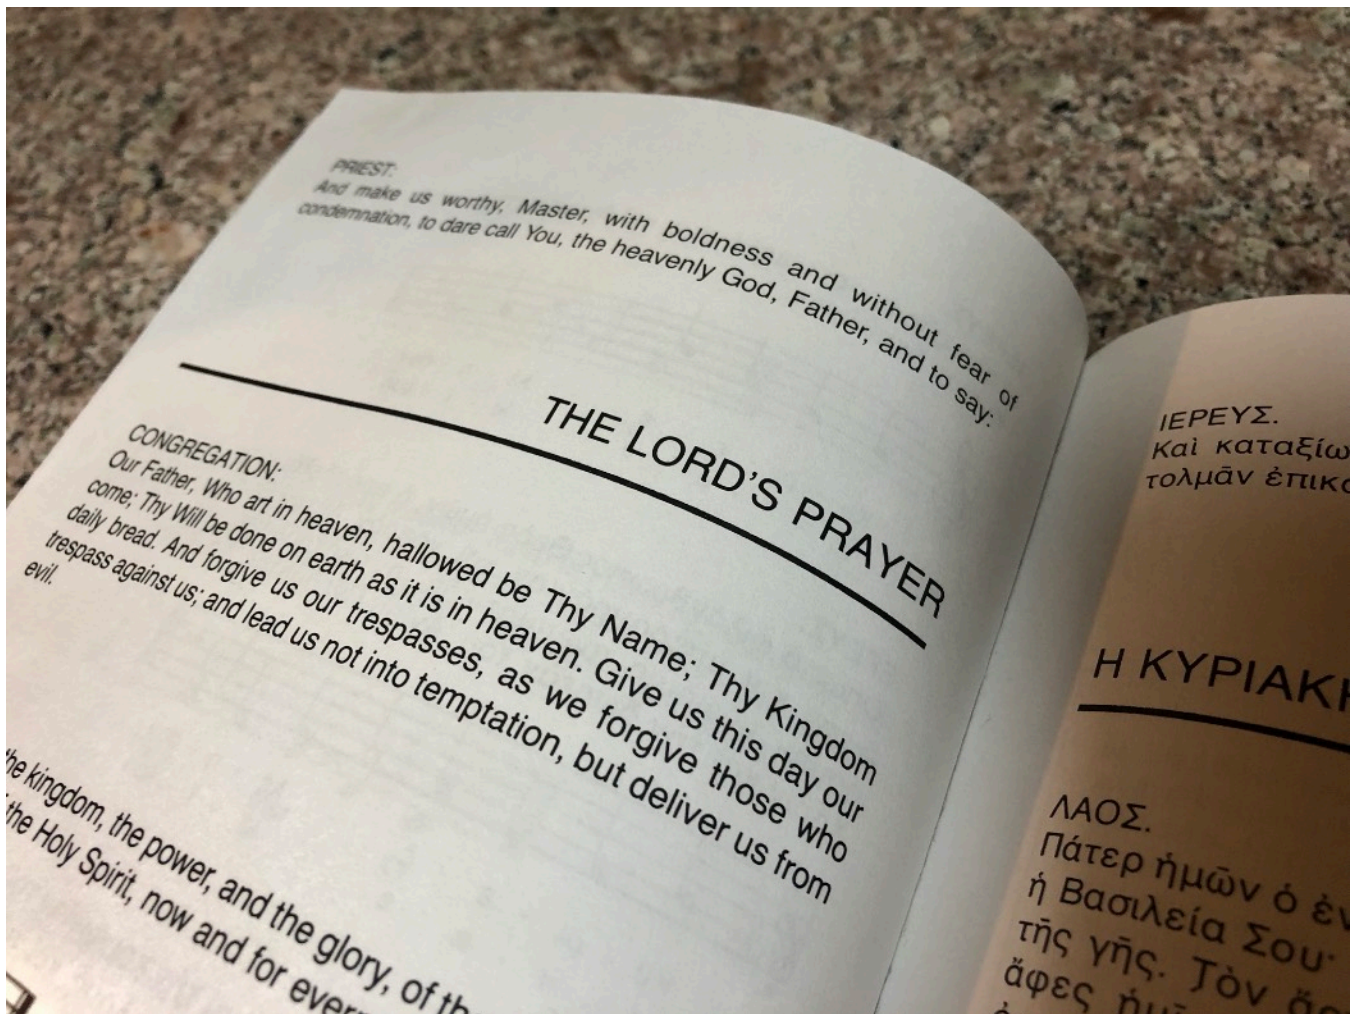 PRIEST:
And make us worthy, Master, with boldness and without fear of
condemnation, to dare call You, the heavenly God, Father, and to say:
THE LORD'S PRAYER
CONGREGATION:
Our Father, Who art in heaven, hallowed be Thy Name; Thy Kingdom
come; Thy Will be done on earth as it is in heaven. Give us this day our
daily bread. And forgive us our trespasses, as we forgive those who
trespass against us; and lead us not into temptation, but deliver us from
evil.
the kingdom, the power, and the glory, of
the Holy Spirit, now and for
ΙΕΡΕΥΣ.
Καὶ
τολμᾶν
Η ΚΥΡΙΑΚ
ΛΑΟΣ.
Πάτερ ἡμῶν ὁ
ἡ Βασιλεία Σου·
τῆς γῆς. Τὸν
ἄφες